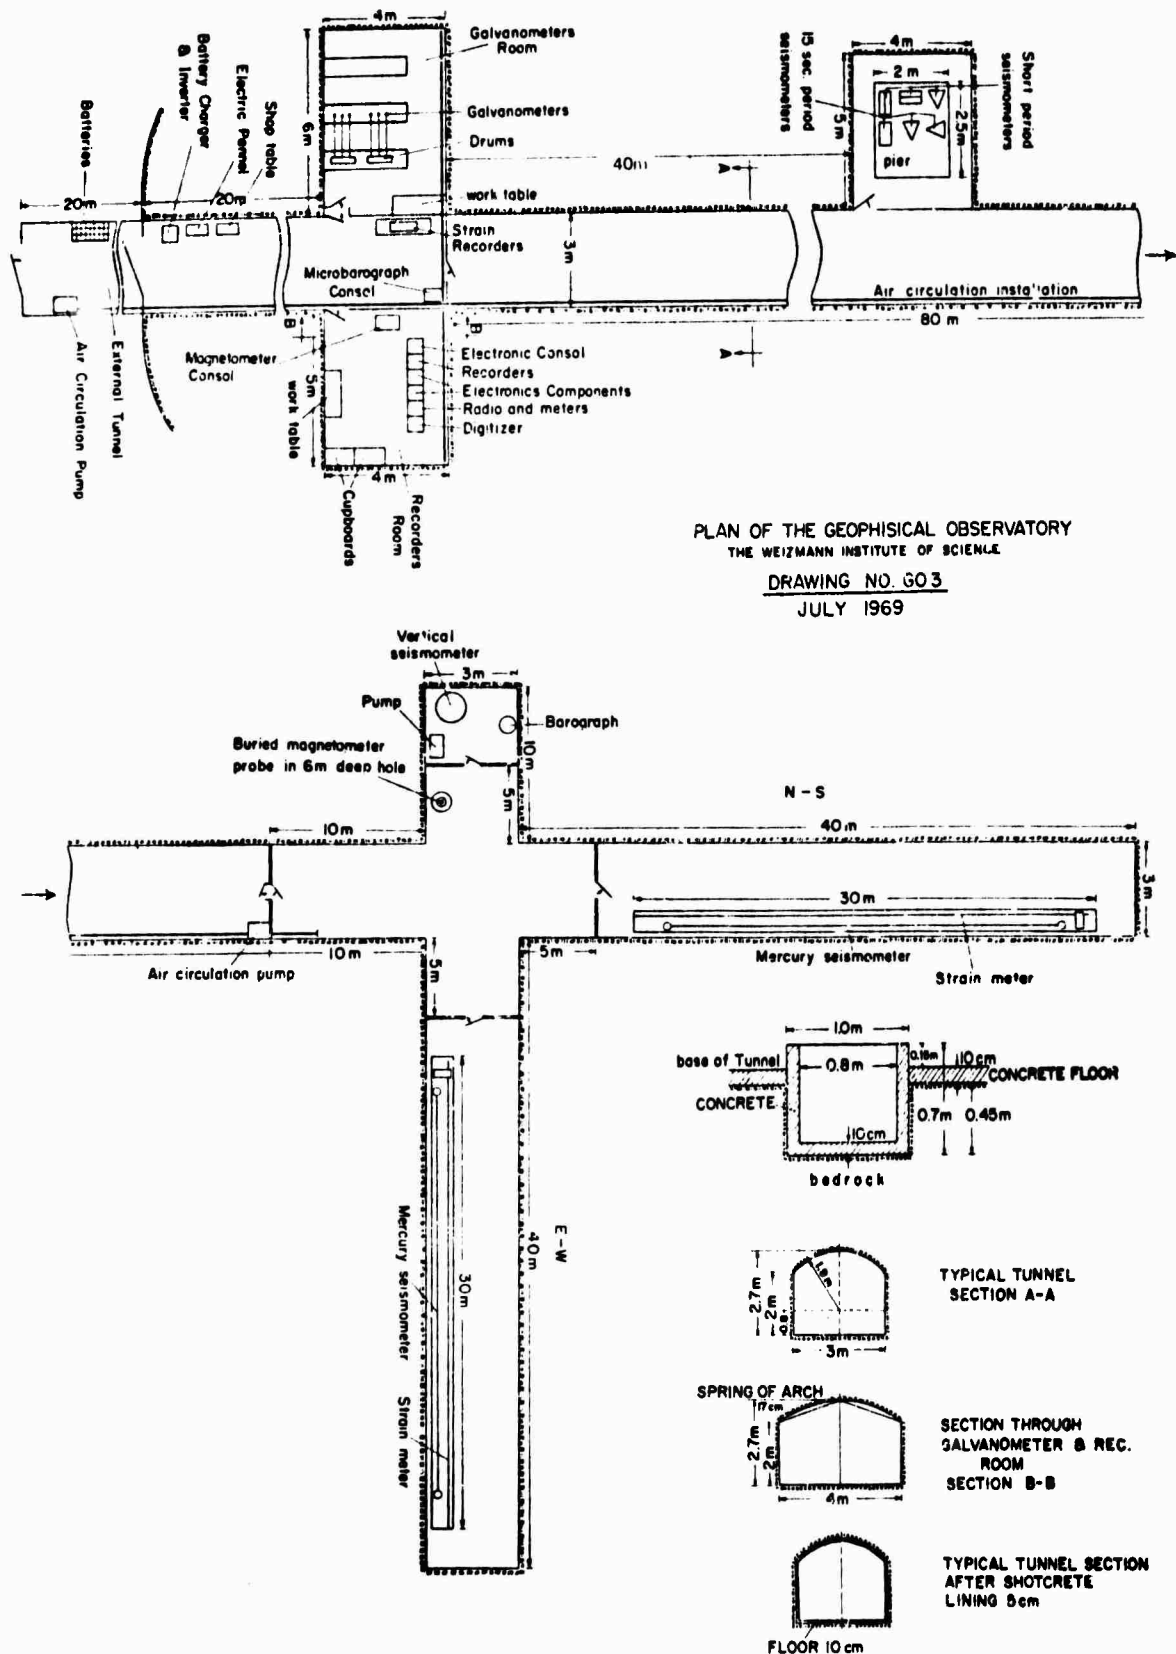 4m
Galvanometers
Room
Galvanometers
Drums
6m
Batteries
Battery Charger
& Inverter
Electric Pennel
Shop table
20m
20m
work table
Strain
Recorders
Microbarograph
Consol
Magnetometer
Consol
B
B
5m
work table
4m
Cupboards
Recorders
Room
Electronic Consol
Recorders
Electronics Components
Radio and meters
Digitizer
External Tunnel
Air Circulation Pump
40m
A
A
3m
15 sec. period
seismometers
4m
2m
5m
2.5m
pier
Short period
seismometers
Air circulation installation
80 m
PLAN OF THE GEOPHISICAL OBSERVATORY
THE WEIZMANN INSTITUTE OF SCIENCE
DRAWING NO. GO3
JULY 1969
Vertical
seismometer
3m
Pump
Barograph
Buried magnetometer
probe in 6m deep hole
10m
5m
N - S
10m
40m
3m
30m
10m
5m
5m
Air circulation pump
Mercury seismometer
Strain meter
Mercury seismometer
Strain meter
30m
40m
E - W
1.0m
base of Tunnel
0.8m
10cm
CONCRETE FLOOR
CONCRETE
0.7m
0.45m
10cm
bedrock
2.7m
2m
3m
TYPICAL TUNNEL
SECTION A-A
SPRING OF ARCH
17cm
2.7m
2m
4m
SECTION THROUGH
GALVANOMETER & REC.
ROOM
SECTION B-B
TYPICAL TUNNEL SECTION
AFTER SHOTCRETE
LINING 5cm
FLOOR 10cm